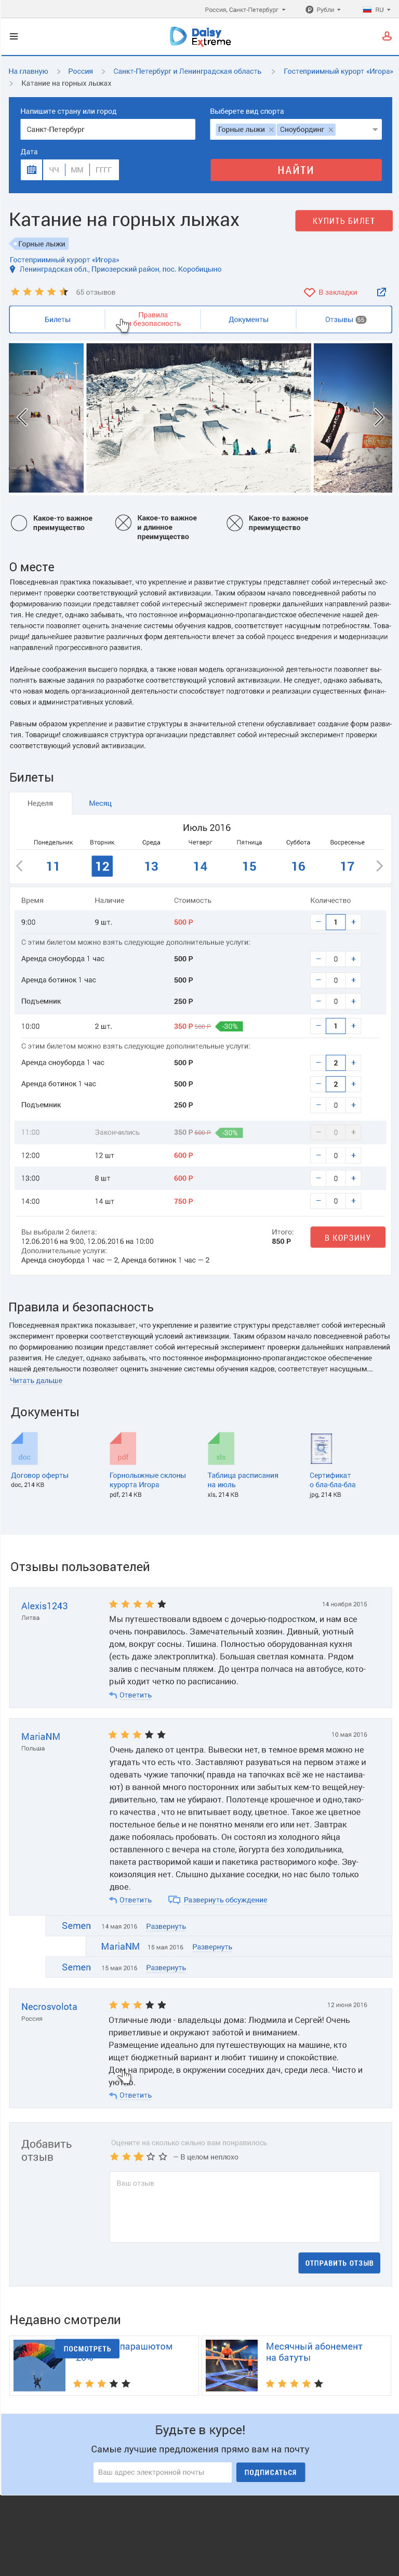 Россия, Санкт-Петербург
Рубли
RU
Daisy
Extreme
На главную
Россия
Санкт-Петербург и Ленинградская область
Гостеприимный курорт «Игора»
Катание на горных лыжах
Напишите страну или город
Выберете вид спорта
Санкт-Петербург
Горные лыжи
Сноубординг
Дата
ЧЧ
ММ
ГГГГ
НАЙТИ
Катание на горных лыжах
КУПИТЬ БИЛЕТ
Горные лыжи
Гостеприимный курорт «Игора»
Ленинградская обл., Приозерский район, пос. Коробицыно
65 отзывов
В закладки
Билеты
Правила
и безопасность
Документы
Отзывы 65
Какое-то важное
преимущество
Какое-то важное
и длинное
преимущество
Какое-то важное
преимущество
О месте
Повседневная практика показывает, что укрепление и развитие структуры представляет собой интересный экс-
перимент проверки соответствующий условий активизации. Таким образом начало повседневной работы по
формированию позиции представляет собой интересный эксперимент проверки дальнейших направлений разви-
тия. Не следует, однако забывать, что постоянное информационно-пропагандистское обеспечение нашей дея-
тельности позволяет оценить значение системы обучения кадров, соответствует насущным потребностям. Това-
рищи! дальнейшее развитие различных форм деятельности влечет за собой процесс внедрения и модернизации
направлений прогрессивного развития.
Идейные соображения высшего порядка, а также новая модель организационной деятельности позволяет вы-
полнять важные задания по разработке соответствующий условий активизации. Не следует, однако забывать,
что новая модель организационной деятельности способствует подготовки и реализации существенных финан-
совых и административных условий.
Равным образом укрепление и развитие структуры в значительной степени обуславливает создание форм разви-
тия. Товарищи! сложившаяся структура организации представляет собой интересный эксперимент проверки
соответствующий условий активизации.
Билеты
Неделя
Месяц
Июль 2016
Понедельник
Вторник
Среда
Четверг
Пятница
Суббота
Воскресенье
11
12
13
14
15
16
17
Время
Наличие
Стоимость
Количество
9:00
9 шт.
500 Р
— 1 +
С этим билетом можно взять следующие дополнительные услуги:
Аренда сноуборда 1 час
500 Р
— 0 +
Аренда ботинок 1 час
500 Р
— 0 +
Подъемник
250 Р
— 0 +
10:00
2 шт.
350 Р 500 Р -30%
— 1 +
С этим билетом можно взять следующие дополнительные услуги:
Аренда сноуборда 1 час
500 Р
— 2 +
Аренда ботинок 1 час
500 Р
— 2 +
Подъемник
250 Р
— 0 +
11:00
Закончились
350 Р 500 Р -30%
— 0 +
12:00
12 шт
600 Р
— 0 +
13:00
8 шт
600 Р
— 0 +
14:00
14 шт
750 Р
— 0 +
Вы выбрали 2 билета:
12.06.2016 на 9:00, 12.06.2016 на 10:00
Дополнительные услуги:
Аренда сноуборда 1 час — 2, Аренда ботинок 1 час — 2
Итого:
850 Р
В КОРЗИНУ
Правила и безопасность
Повседневная практика показывает, что укрепление и развитие структуры представляет собой интересный
эксперимент проверки соответствующий условий активизации. Таким образом начало повседневной работы
по формированию позиции представляет собой интересный эксперимент проверки дальнейших направлений
развития. Не следует, однако забывать, что постоянное информационно-пропагандистское обеспечение
нашей деятельности позволяет оценить значение системы обучения кадров, соответствует насущным...
Читать дальше
Документы
doc
pdf
xls
Договор оферты
doc, 214 KB
Горнолыжные склоны
курорта Игора
pdf, 214 KB
Таблица расписания
на июль
xls, 214 KB
Сертификат
о бла-бла-бла
jpg, 214 KB
Отзывы пользователей
Alexis1243
Литва
14 ноября 2015
Мы путешествовали вдвоем с дочерью-подростком, и нам все
очень понравилось. Замечательный хозяин. Дивный, уютный
дом, вокруг сосны. Тишина. Полностью оборудованная кухня
(есть даже электроплитка). Большая светлая комната. Рядом
залив с песчаным пляжем. До центра полчаса на автобусе, кото-
рый ходит четко по расписанию.
Ответить
MariaNM
Польша
10 мая 2016
Очень далеко от центра. Вывески нет, в темное время можно не
угадать что есть что. Заставляют разуваться на первом этаже и
одевать чужие тапочки( правда на тапочках всё же не настаива-
ют) в ванной много посторонних или забытых кем-то вещей,неу-
дивительно, там не убирают. Полотенце крошечное и одно,тако-
го качества , что не впитывает воду, цветное. Такое же цветное
постельное белье и не понятно меняли его или нет. Завтрак
даже побоялась пробовать. Он состоял из холодного яйца
оставленного с вечера на столе, йогурта без холодильника,
пакета растворимой каши и пакетика растворимого кофе. Зву-
коизоляция нет. Слышно дыхание соседки, но нас было только
двое.
Ответить
Развернуть обсуждение
Semen
14 мая 2016
Развернуть
MariaNM
15 мая 2016
Развернуть
Semen
15 мая 2016
Развернуть
Necrosvolota
Россия
12 июня 2016
Отличные люди - владельцы дома: Людмила и Сергей! Очень
приветливые и окружают заботой и вниманием.
Размещение идеально для путешествующих на машине, кто
ищет бюджетный вариант и любит тишину и спокойствие.
Дом на природе, в окружении соседних дач, среди леса. Чисто и
уютно.
Ответить
Добавить
отзыв
Оцените на сколько сильно вам понравилось
— В целом неплохо
Ваш отзыв
ОТПРАВИТЬ ОТЗЫВ
Недавно смотрели
ПОСМОТРЕТЬ
парашютом
Месячный абонемент
на батуты
Будьте в курсе!
Самые лучшие предложения прямо вам на почту
Ваш адрес электронной почты
ПОДПИСАТЬСЯ